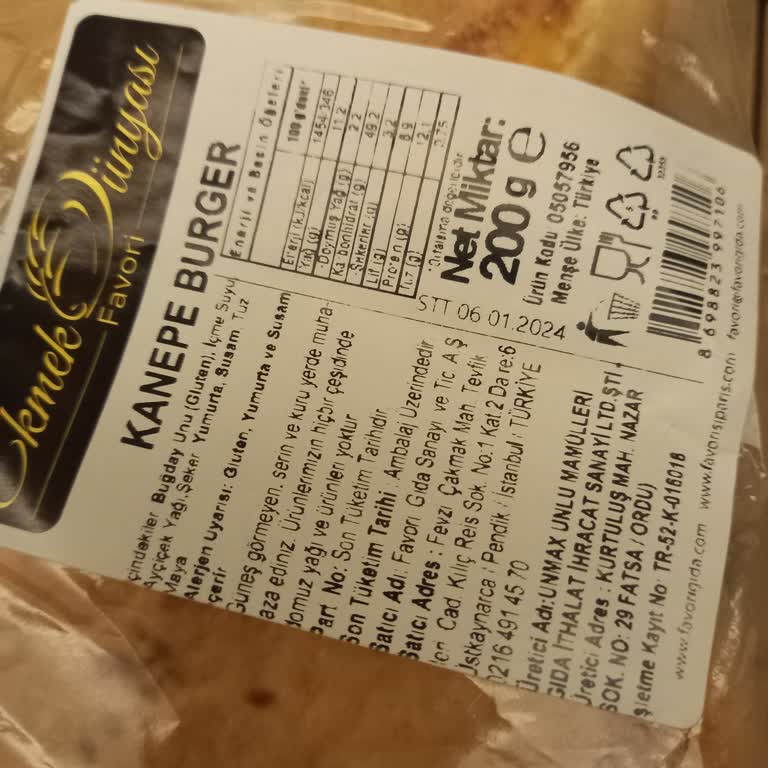 Ekmek Dünyası
Favori
KANEPE BURGER
İçindekiler Buğday Unu (Gluten), İçme Suyu,
Ayçiçek Yağı, Şeker Yumurta, Susam, Tuz
Maya
Alerjen Uyarısı: Gluten, Yumurta ve Susam
içerir
Güneş görmeyen, serin ve kuru yerde muha-
faza ediniz. Ürünlerimizin hiçbir çeşidinde
domuz yağı ve ürünleri yoktur
Parti No: Son Tüketim Tarihidir
Son Tüketim Tarihi : Ambalaj Üzerindedir
Satıcı Adı : Favori Gıda Sanayi ve Tic A.Ş
Satıcı Adres : Fevzi Çakmak Mah. Tevfik
İleri Cad. Kılıç Reis Sok. No:1 Kat:2 Daire:6
Üstkaynarca / Pendik / İstanbul / TÜRKİYE
0216 491 45 70
Üretici Adı:UNMAX UNLU MAMÜLLERİ
GIDA İTHALAT İHRACAT SANAYİ LTD.ŞTİ.
Üretici Adres : KURTULUŞ MAH. NAZAR
SOK. NO: 29 FATSA / ORDU)
İşletme Kayıt No: TR-52-K-016018
www.favorigida.com www.favorisiparis.com favori@favorigida.com
Enerji ve Besin Öğeleri
100 g'daki*
Enerji (kJ/kcal) 1454/346
Yağ (g) 11.2
-Doymuş Yağ (g) 2.2
Karbonhidrat (g) 49.2
-Şekerler (g) 3.2
Lif (g) 8.9
Protein (g) 12.1
Tuz (g) 0.75
*Ortalama değerlerdir
Net Miktar:
200 g e
STT 06 01.2024
Ürün Kodu 05057956
Menşe Ülke: Türkiye
8 698823 997106